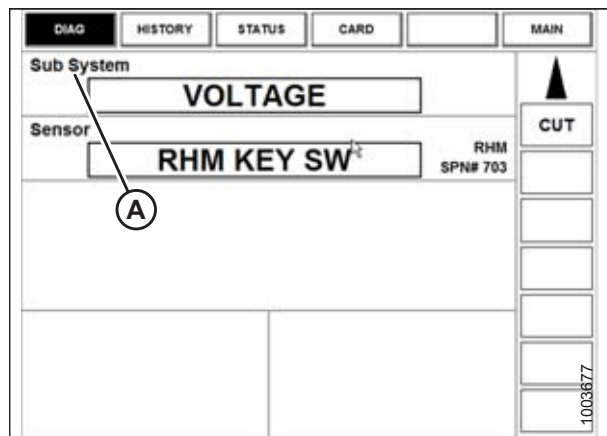 DIAG HISTORY STATUS CARD MAIN
Sub System
VOLTAGE
CUT
Sensor
RHM KEY SW
RHM
SPN# 703
A
1003677